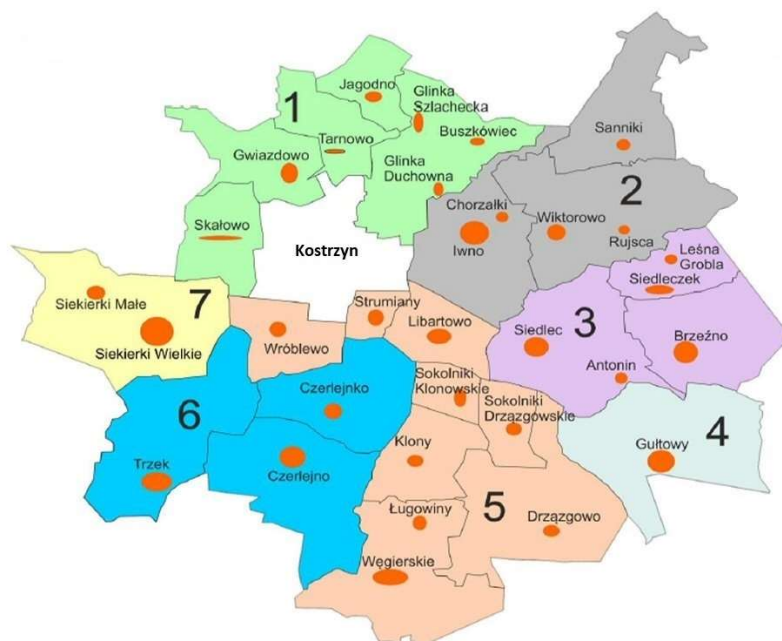 Jagodno
Glinka
Szlachecka
1
Buszkówiec
Sanniki
Tarnowo
Gwiazdowo
Glinka
Duchowna
2
Chorzałki
Wiktorowo
Skałowo
Rujsca
Kostrzyn
Iwno
Leśna
Grobla
Siedleczek
Siekierki Małe
7
Strumiany
Libartowo
3
Siedlec
Brzeźno
Siekierki Wielkie
Wróblewo
Antonin
Sokolniki
Klonowskie
Czerlejnko
Sokolniki
Drzązgowskie
6
4
Klony
Gułtowy
Trzek
Czerlejno
Ługowiny
5
Drzązgowo
Węgierskie